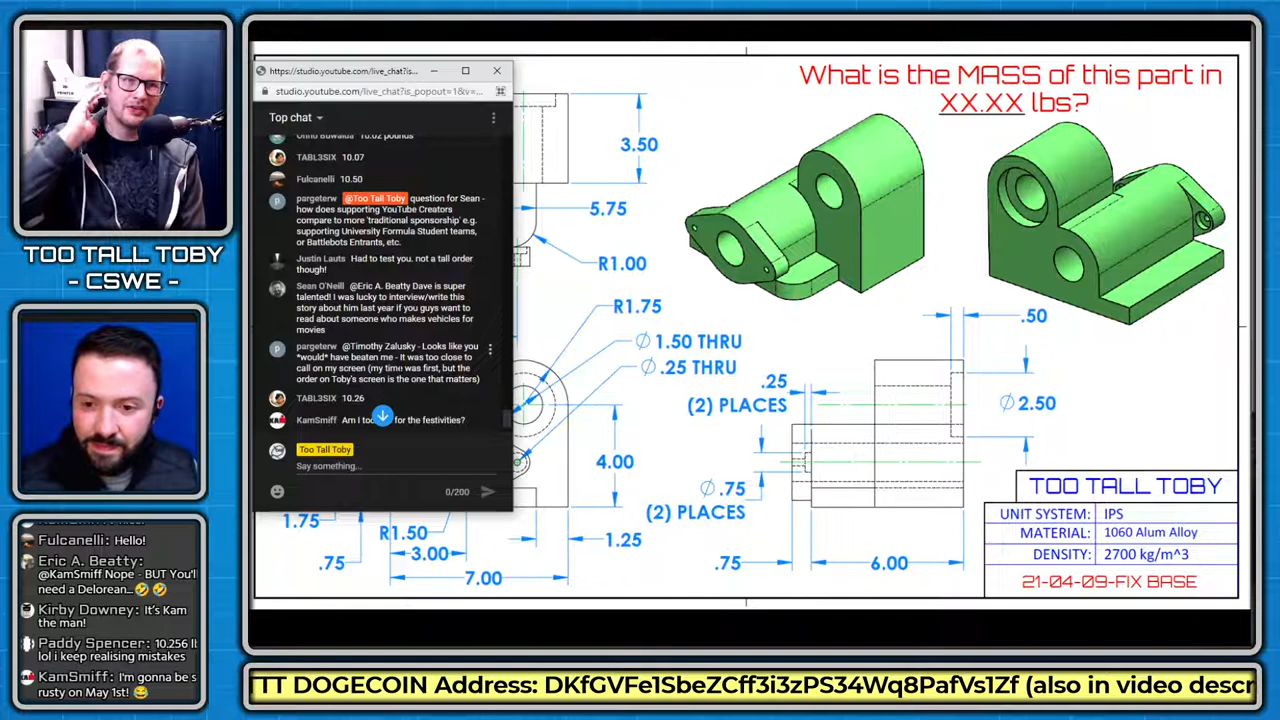 TOO TALL TOBY
- CSWE -
Fulcanelli: Hello!
Eric A. Beatty:
@KamSmiff Nope - BUT You'l
need a Delorean...🤣🤣
Kirby Downey: It's Kam
the man!
Paddy Spencer: 10.256 lb
lol i keep realising mistakes
KamSmiff: I'm gonna be s
rusty on May 1st! 😂
https://studio.youtube.com/live_chat?is...
studio.youtube.com/live_chat?is_popout=1&v=...
Top chat
Onno Buwalda 10.02 pounds
TABL3SIX 10.07
Fulcanelli 10.50
pargeterw @Too Tall Toby question for Sean -
how does supporting YouTube Creators
compare to more 'traditional sponsorship' e.g.
supporting University Formula Student teams,
or Battlebots Entrants, etc.
Justin Lauts Had to test you. not a tall order
though!
Sean O'Neill @Eric A. Beatty Dave is super
talented! I was lucky to interview/write this
story about him last year if you guys want to
read about someone who makes vehicles for
movies
pargeterw @Timothy Zalusky - Looks like you
*would* have beaten me - It was too close to
call on my screen (my time was first, but the
order on Toby's screen is the one that matters)
TABL3SIX 10.26
KamSmiff Am I too for the festivities?
Too Tall Toby
Say something...
0/200
What is the MASS of this part in
XX.XX lbs?
3.50
5.75
R1.00
R1.75
Ø 1.50 THRU
Ø .25 THRU
4.00
1.75
R1.50
3.00
.75
7.00
1.25
.50
.25
(2) PLACES
Ø 2.50
Ø .75
(2) PLACES
.75
6.00
TOO TALL TOBY
UNIT SYSTEM: IPS
MATERIAL: 1060 Alum Alloy
DENSITY: 2700 kg/m^3
21-04-09-FIX BASE
TT DOGECOIN Address: DKfGVFe1SbeZCff3i3zPS34Wq8PafVs1Zf (also in video descr